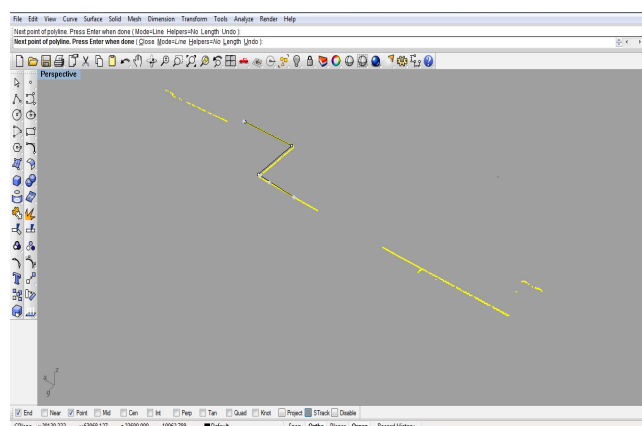 File Edit View Curve Surface Solid Mesh Dimension Transform Tools Analyze Render Help
Next point of polyline. Press Enter when done ( Mode=Line Helpers=No Length Undo ):
Next point of polyline. Press Enter when done ( Close Mode=Line Helpers=No Length Undo ):
Perspective
z
x
y
End Near Point Mid Cen Int Perp Tan Quad Knot Project STrack Disable
CPlane Default Snap Ortho Planar Osnap Record History